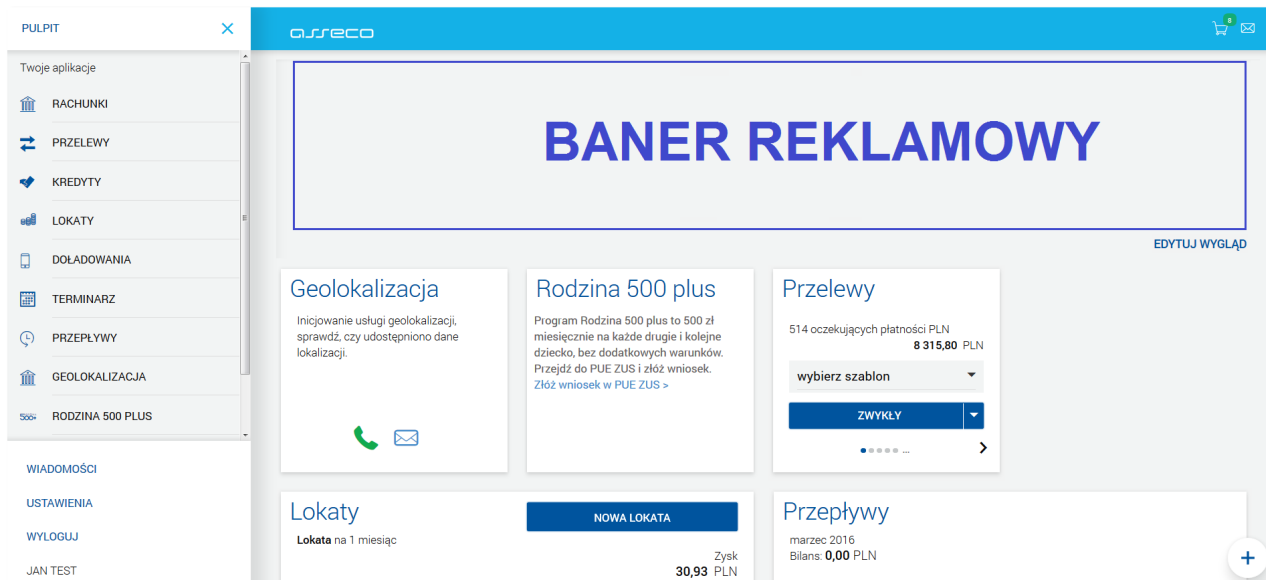 PULPIT
asseco
8
Twoje aplikacje
RACHUNKI
PRZELEWY
KREDYTY
LOKATY
DOŁADOWANIA
TERMINARZ
PRZEPŁYWY
GEOLOKALIZACJA
500+
RODZINA 500 PLUS
WIADOMOŚCI
USTAWIENIA
WYLOGUJ
JAN TEST
BANER REKLAMOWY
EDYTUJ WYGLĄD
Geolokalizacja
Inicjowanie usługi geolokalizacji,
sprawdź, czy udostępniono dane
lokalizacji.
Rodzina 500 plus
Program Rodzina 500 plus to 500 zł
miesięcznie na każde drugie i kolejne
dziecko, bez dodatkowych warunków.
Przejdź do PUE ZUS i złóż wniosek.
Złóż wniosek w PUE ZUS >
Przelewy
514 oczekujących płatności PLN
8 315,80 PLN
wybierz szablon
ZWYKŁY
...
Lokaty
NOWA LOKATA
Lokata na 1 miesiąc
Zysk
30,93 PLN
Przepływy
marzec 2016
Bilans: 0,00 PLN